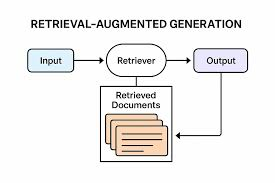 RETRIEVAL-AUGMENTED GENERATION
Input
Retriever
Output
Retrieved
Documents